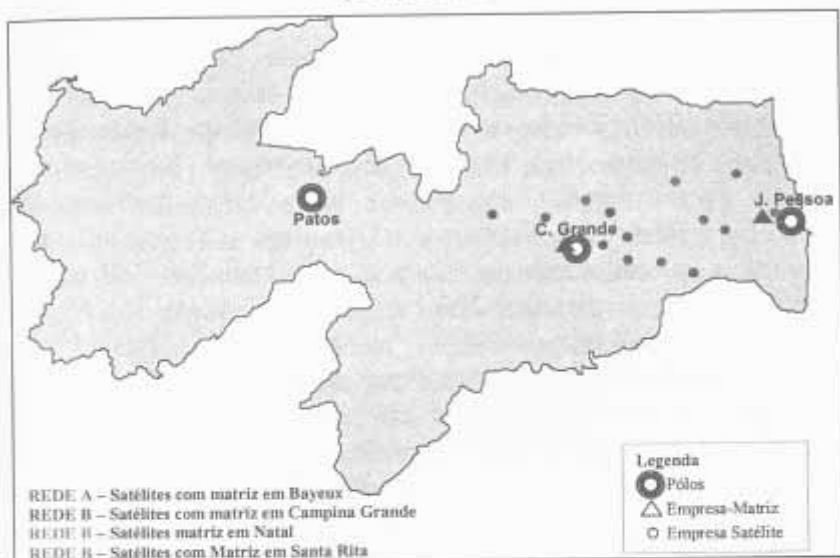 Patos
C. Grande
J. Pessoa
REDE A – Satélites com matriz em Bayeux
REDE B – Satélites com matriz em Campina Grande
REDE B – Satélites matriz em Natal
REDE B – Satélites com Matriz em Santa Rita
Legenda
Pólos
Empresa-Matriz
Empresa Satélite